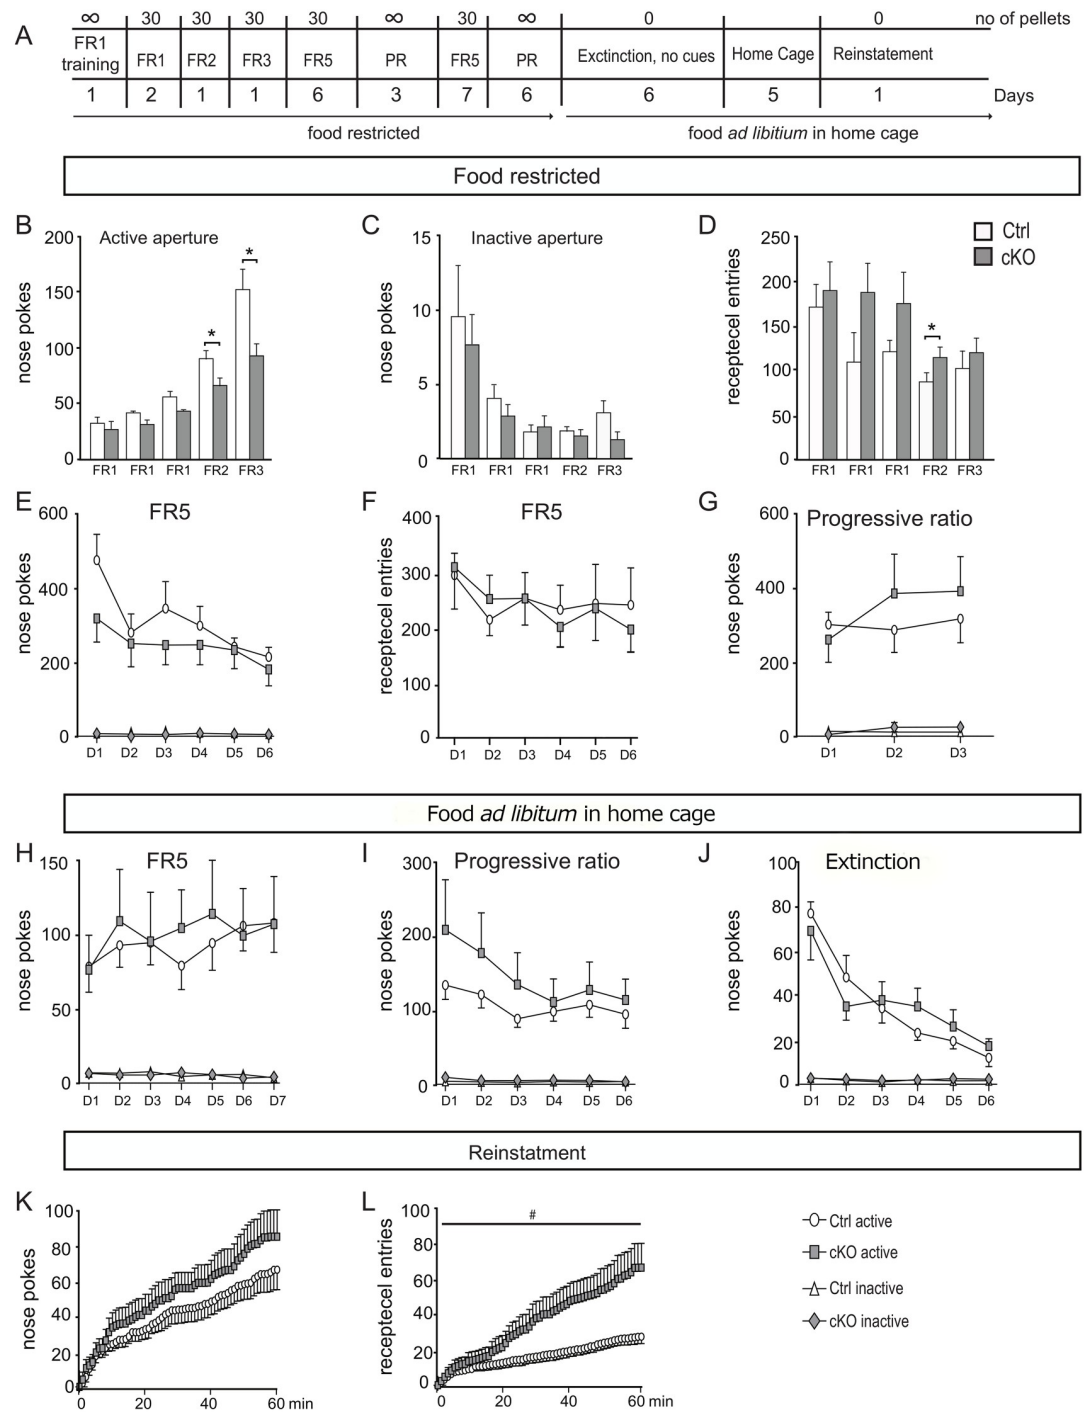 A
∞ 30 30 30 30 ∞ 30 ∞ 0 0 no of pellets
FR1 training FR1 FR2 FR3 FR5 PR FR5 PR Exctinction, no cues Home Cage Reinstatement
1 2 1 1 6 3 7 6 6 5 1 Days
food restricted food ad libitium in home cage
Food restricted
B
Active aperture
nose pokes
200
150
100
50
0
*
*
FR1 FR1 FR1 FR2 FR3
C
Inactive aperture
nose pokes
15
10
5
0
FR1 FR1 FR1 FR2 FR3
D
receptecel entries
250
200
150
100
50
0
*
FR1 FR1 FR1 FR2 FR3
Ctrl
cKO
E
FR5
nose pokes
600
400
200
0
D1 D2 D3 D4 D5 D6
F
FR5
receptecel entries
400
300
200
100
0
D1 D2 D3 D4 D5 D6
G
Progressive ratio
nose pokes
600
400
200
0
D1 D2 D3
Food ad libitum in home cage
H
FR5
nose pokes
150
100
50
0
D1 D2 D3 D4 D5 D6 D7
I
Progressive ratio
nose pokes
300
200
100
0
D1 D2 D3 D4 D5 D6
J
Extinction
nose pokes
100
80
60
40
20
0
D1 D2 D3 D4 D5 D6
Reinstatment
K
nose pokes
100
80
60
40
20
0
0 20 40 60 min
L
receptecel entries
100
80
60
40
20
0
#
0 20 40 60 min
Ctrl active
cKO active
Ctrl inactive
cKO inactive